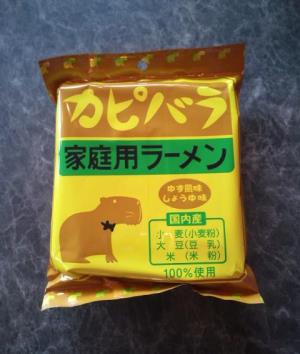 カピバラ
家庭用ラーメン
ゆず風味
しょうゆ味
国内産
小 麦(小麦粉)
大 豆(豆 乳)
米(米 粉)
100%使用